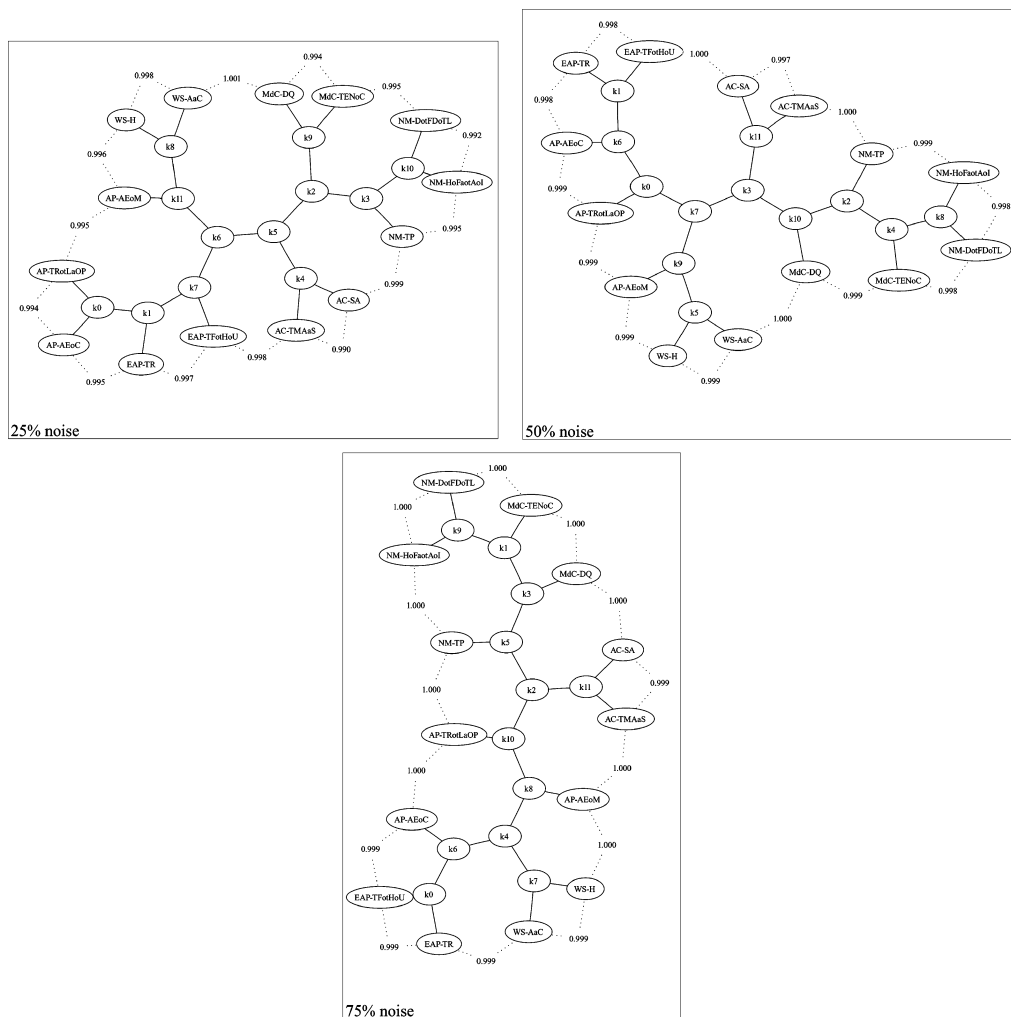 0.994
0.998
WS-AaC
1.001
MdC-DQ
MdC-TENoC
0.995
WS-H
NM-DotFDoTL
k9
k8
0.992
0.996
k10
NM-HoFaotAoI
k2
AP-AEoM
k11
k3
0.995
k5
k6
NM-TP
0.995
AP-TRotLaOP
k4
0.999
k7
AC-SA
0.994
k0
k1
EAP-TFotHoU
AC-TMAaS
AP-AEoC
0.998
0.990
EAP-TR
0.995
0.997
25% noise
0.998
EAP-TFotHoU
1.000
EAP-TR
0.997
AC-SA
k1
0.998
AC-TMAaS
1.000
k11
AP-AEoC
k6
0.999
NM-TP
NM-HoFaotAoI
0.999
k0
k3
k2
0.998
AP-TRotLaOP
k7
k10
k8
k4
NM-DotFDoTL
0.999
k9
MdC-DQ
AP-AEoM
0.999
MdC-TENoC
0.998
k5
0.999
1.000
WS-AaC
WS-H
0.999
50% noise
1.000
NM-DotFDoTL
MdC-TENoC
1.000
k9
1.000
k1
NM-HoFaotAoI
MdC-DQ
k3
1.000
1.000
NM-TP
k5
AC-SA
0.999
1.000
k2
k11
AC-TMAaS
AP-TRotLaOP
k10
1.000
1.000
k8
AP-AEoM
AP-AEoC
k4
1.000
0.999
k6
k7
WS-H
EAP-TFotHoU
k0
WS-AaC
0.999
0.999
EAP-TR
0.999
75% noise